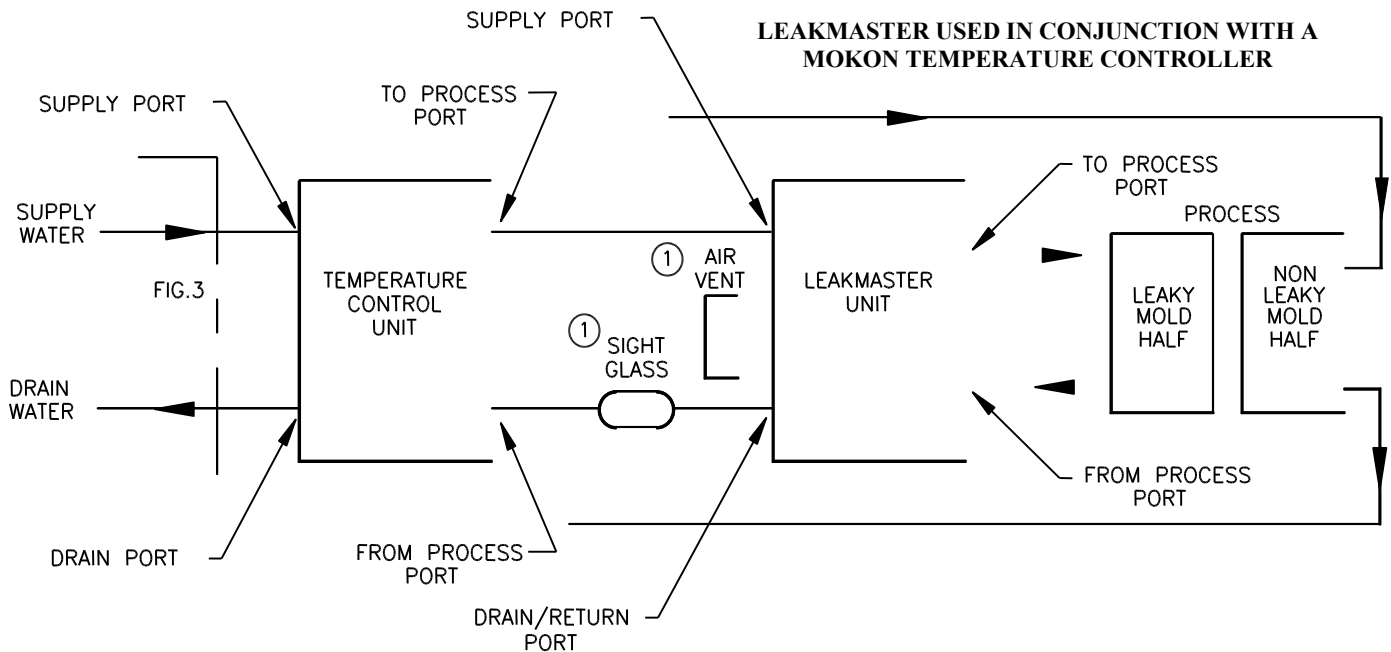 SUPPLY PORT
LEAKMASTER USED IN CONJUNCTION WITH A
MOKON TEMPERATURE CONTROLLER
SUPPLY PORT
TO PROCESS
PORT
TO PROCESS
PORT
SUPPLY
WATER
PROCESS
FIG.3
TEMPERATURE
CONTROL
UNIT
1
AIR
VENT
LEAKMASTER
UNIT
LEAKY
MOLD
HALF
NON
LEAKY
MOLD
HALF
1
SIGHT
GLASS
DRAIN
WATER
FROM PROCESS
PORT
DRAIN PORT
FROM PROCESS
PORT
DRAIN/RETURN
PORT